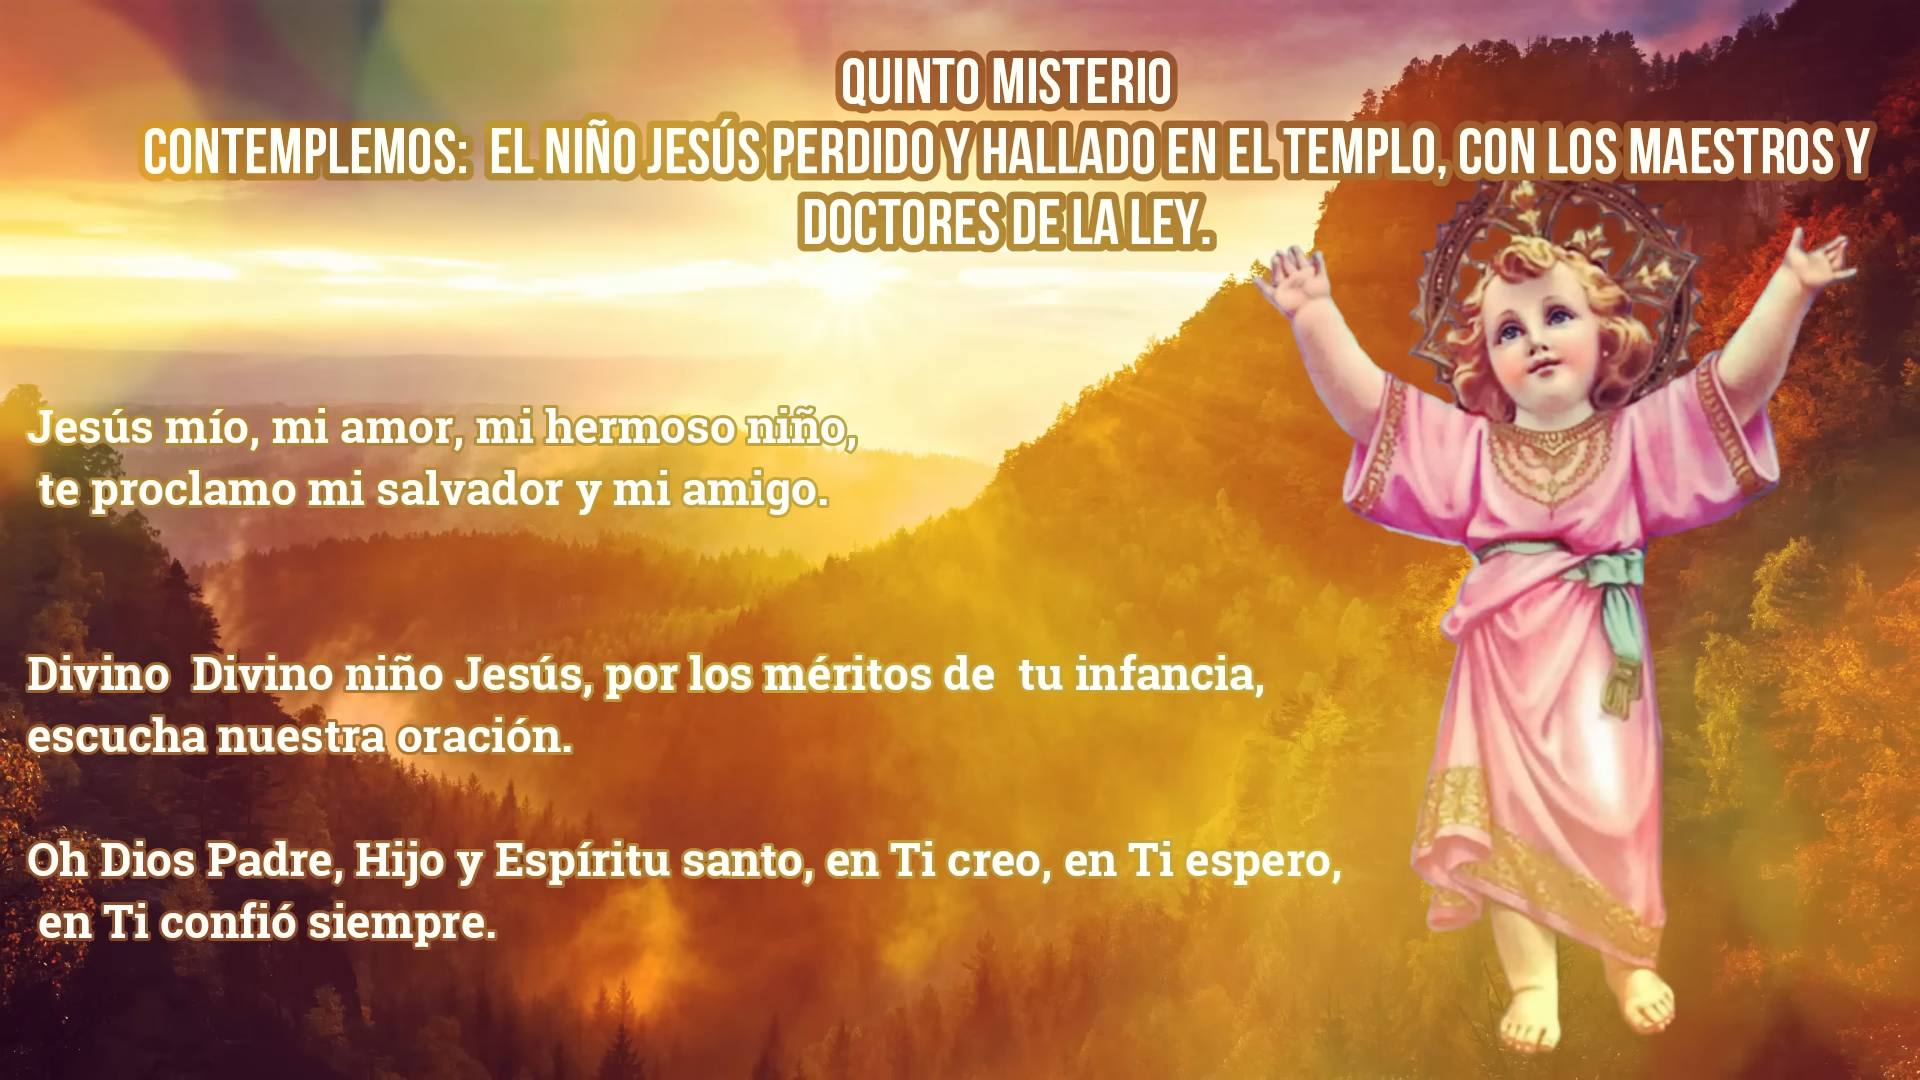 QUINTO MISTERIO
CONTEMPLEMOS:  EL NIÑO JESÚS PERDIDO Y HALLADO EN EL TEMPLO, CON LOS MAESTROS Y
DOCTORES DE LA LEY.
Jesús mío, mi amor, mi hermoso niño,
te proclamo mi salvador y mi amigo.
Divino  Divino niño Jesús, por los méritos de  tu infancia,
escucha nuestra oración.
Oh Dios Padre, Hijo y Espíritu santo, en Ti creo, en Ti espero,
en Ti confió siempre.